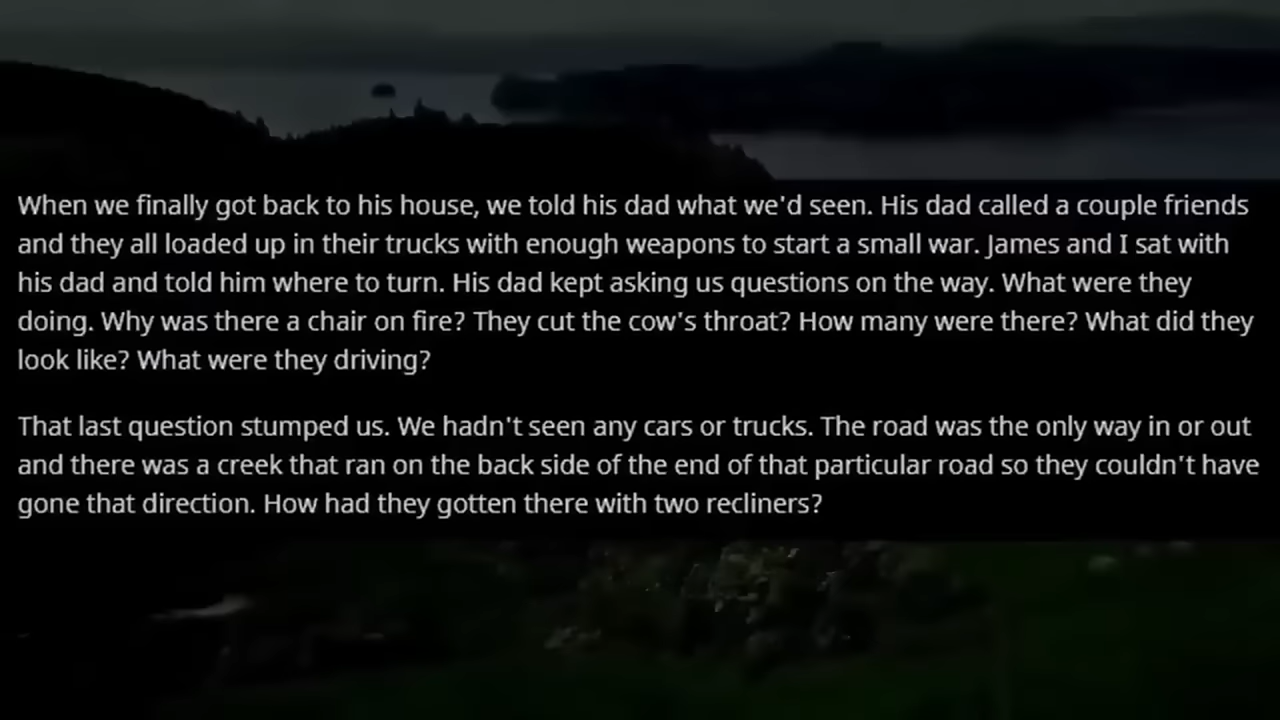 When we finally got back to his house, we told his dad what we'd seen. His dad called a couple friends
and they all loaded up in their trucks with enough weapons to start a small war. James and I sat with
his dad and told him where to turn. His dad kept asking us questions on the way. What were they
doing. Why was there a chair on fire? They cut the cow's throat? How many were there? What did they
look like? What were they driving?
That last question stumped us. We hadn't seen any cars or trucks. The road was the only way in or out
and there was a creek that ran on the back side of the end of that particular road so they couldn't have
gone that direction. How had they gotten there with two recliners?